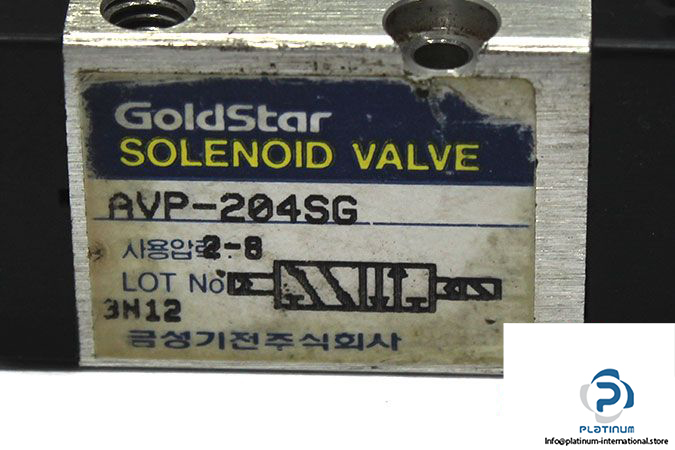 GoldStar
SOLENOID VALVE
AVP-204SG
사용압력 2-8
LOT No
3N12
금성기전주식회사
PLATINUM
Info@platinum-international.store